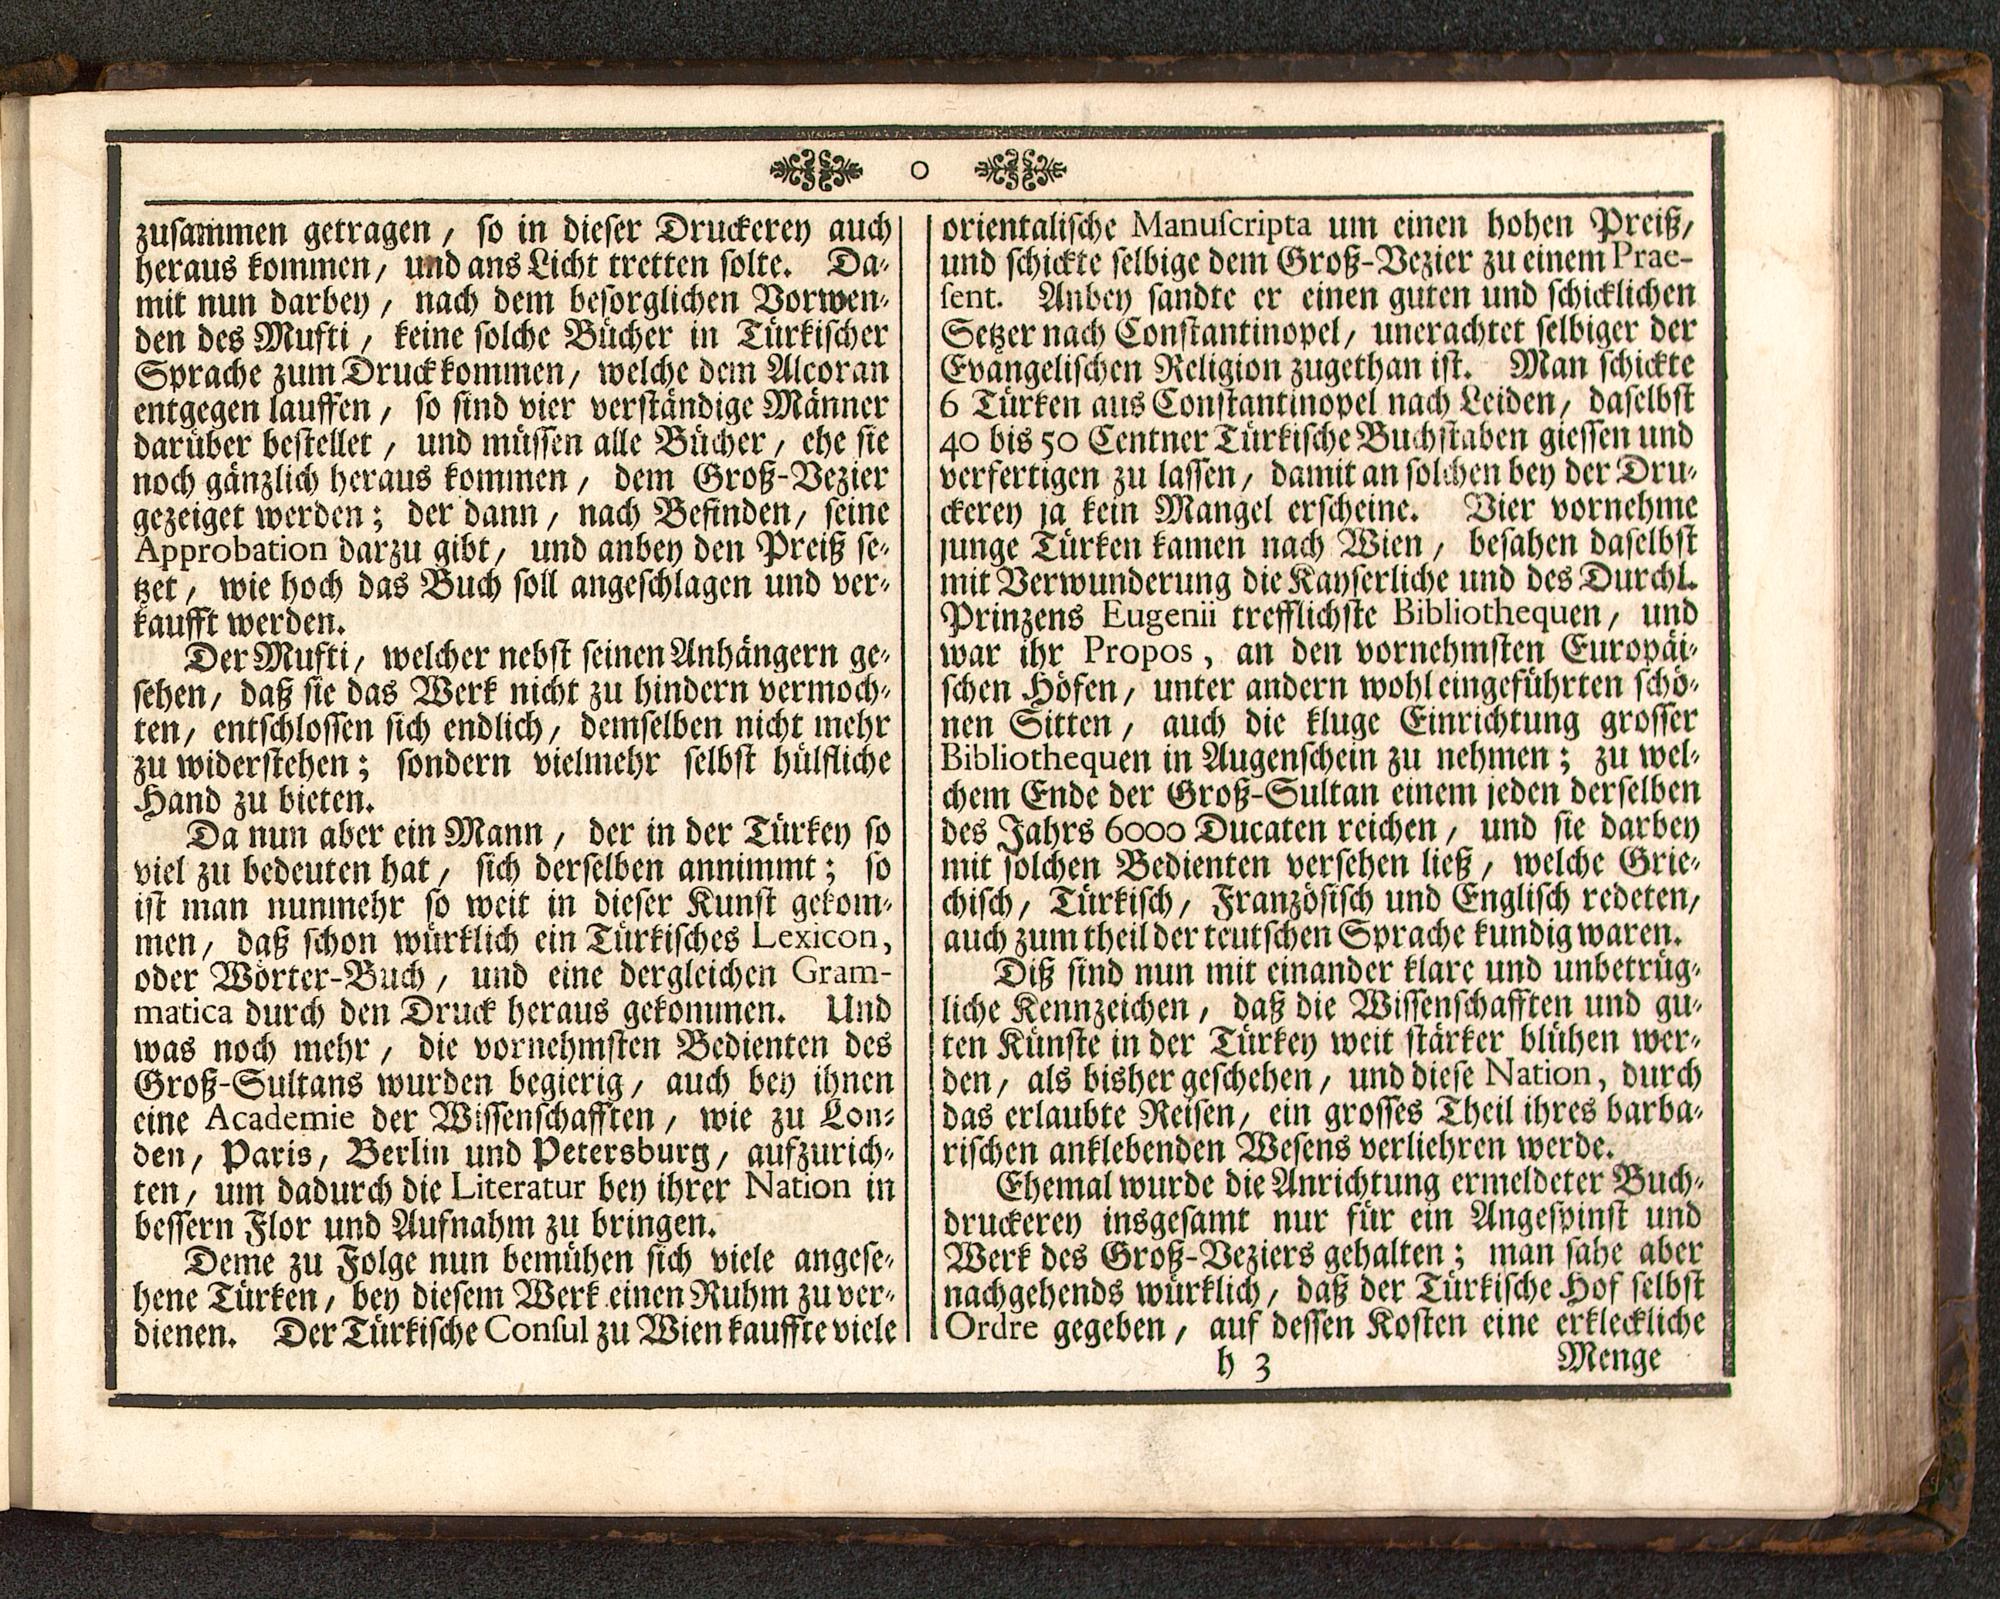 o
zusammen getragen / so in dieser Druckerey auch
heraus kommen / und ans Licht tretten solte. Da-
mit nun darbey / nach dem besorglichen Vorwen-
den des Mufti / keine solche Bücher in Türkischer
Sprache zum Druck kommen / welche dem Alcoran
entgegen lauffen / so sind vier verständige Männer
darüber bestellet / und müssen alle Bücher / ehe sie
noch gänzlich heraus kommen / dem Groß-Vezier
gezeiget werden; der dann / nach Befinden / seine
Approbation darzu gibt / und anbey den Preiß se-
tzet / wie hoch das Buch soll angeschlagen und ver-
kaufft werden.
Der Mufti / welcher nebst seinen Anhängern ge-
sehen / daß sie das Werk nicht zu hindern vermoch-
ten / entschlossen sich endlich / demselben nicht mehr
zu widerstehen; sondern vielmehr selbst hülfliche
Hand zu bieten.
Da nun aber ein Mann / der in der Türkey so
viel zu bedeuten hat / sich derselben annimmt; so
ist man nunmehr so weit in dieser Kunst gekom-
men / daß schon würklich ein Türkisches Lexicon,
oder Wörter-Buch / und eine dergleichen Gram-
matica durch den Druck heraus gekommen. Und
was noch mehr / die vornehmsten Bedienten des
Groß-Sultans wurden begierig / auch bey ihnen
eine Academie der Wissenschafften / wie zu Lon-
den / Paris, Berlin und Petersburg / aufzurich-
ten / um dadurch die Literatur bey ihrer Nation in
bessern Flor und Aufnahm zu bringen.
Deme zu Folge nun bemühen sich viele angese-
hene Türken / bey diesem Werk einen Ruhm zu ver-
dienen. Der Türkische Consul zu Wien kauffte viele
orientalische Manuscripta um einen hohen Preiß /
und schickte selbige dem Groß-Vezier zu einem Prae-
sent. Anbey sandte er einen guten und schicklichen
Setzer nach Constantinopel / unerachtet selbiger der
Evangelischen Religion zugethan ist. Man schickte
6 Türken aus Constantinopel nach Leiden / daselbst
40 bis 50 Centner Türkische Buchstaben giessen und
verfertigen zu lassen / damit an solchen bey der Dru-
ckerey ja kein Mangel erscheine. Vier vornehme
junge Türken kamen nach Wien / besahen daselbst
mit Verwunderung die Kayserliche und des Durchl.
Prinzens Eugenii trefflichste Bibliothequen / und
war ihr Propos, an den vornehmsten Europäi-
schen Höfen / unter andern wohl eingeführten schö-
nen Sitten / auch die kluge Einrichtung grosser
Bibliothequen in Augenschein zu nehmen; zu wel-
chem Ende der Groß-Sultan einem jeden derselben
des Jahrs 6000 Ducaten reichen / und sie darbey
mit solchen Bedienten versehen ließ / welche Grie-
chisch / Türkisch / Französisch und Englisch redeten /
auch zum theil der teutschen Sprache kundig waren.
Diß sind nun mit einander klare und unbetrüg-
liche Kennzeichen / daß die Wissenschafften und gu-
ten Künste in der Türkey weit stärker blühen wer-
den / als bisher geschehen / und diese Nation, durch
das erlaubte Reisen / ein grosses Theil ihres barba-
rischen anklebenden Wesens verliehren werde.
Ehemal wurde die Anrichtung ermeldeter Buch-
druckerey insgesamt nur für ein Angespinst und
Werk des Groß-Veziers gehalten; man sahe aber
nachgehends würklich / daß der Türkische Hof selbst
Ordre gegeben / auf dessen Kosten eine erkleckliche
h 3 Menge